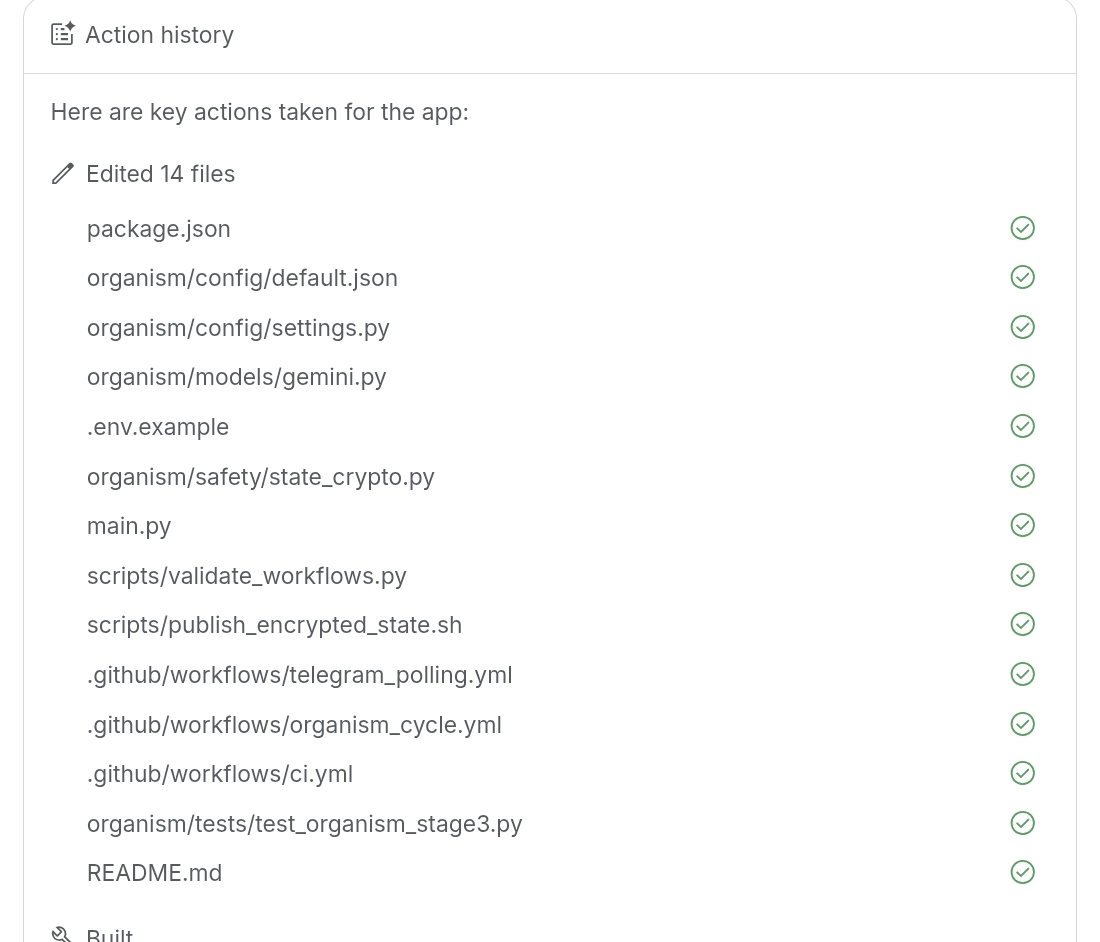 Action history
Here are key actions taken for the app:
Edited 14 files
package.json
organism/config/default.json
organism/config/settings.py
organism/models/gemini.py
.env.example
organism/safety/state_crypto.py
main.py
scripts/validate_workflows.py
scripts/publish_encrypted_state.sh
.github/workflows/telegram_polling.yml
.github/workflows/organism_cycle.yml
.github/workflows/ci.yml
organism/tests/test_organism_stage3.py
README.md
Built